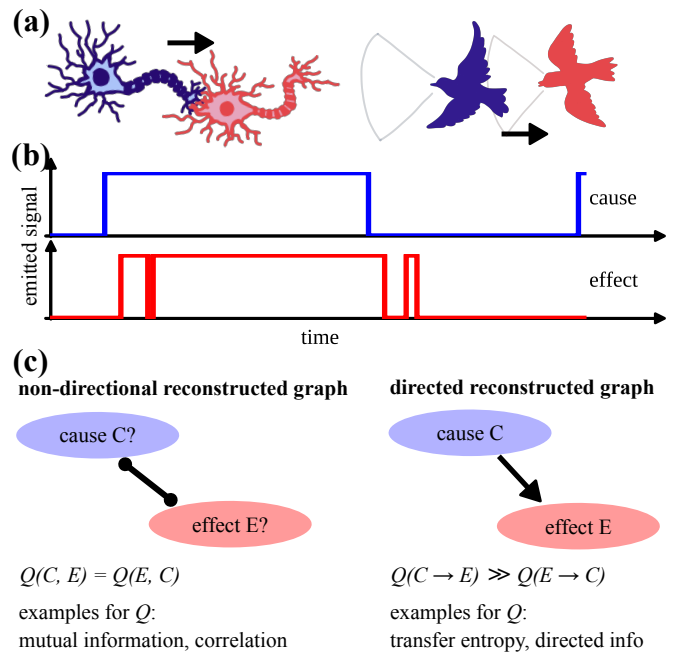 (a)
(b)
emitted signal
cause
effect
time
(c)
non-directional reconstructed graph
cause C?
effect E?
Q(C, E) = Q(E, C)
examples for Q:
mutual information, correlation
directed reconstructed graph
cause C
effect E
Q(C → E) ≫ Q(E → C)
examples for Q:
transfer entropy, directed info